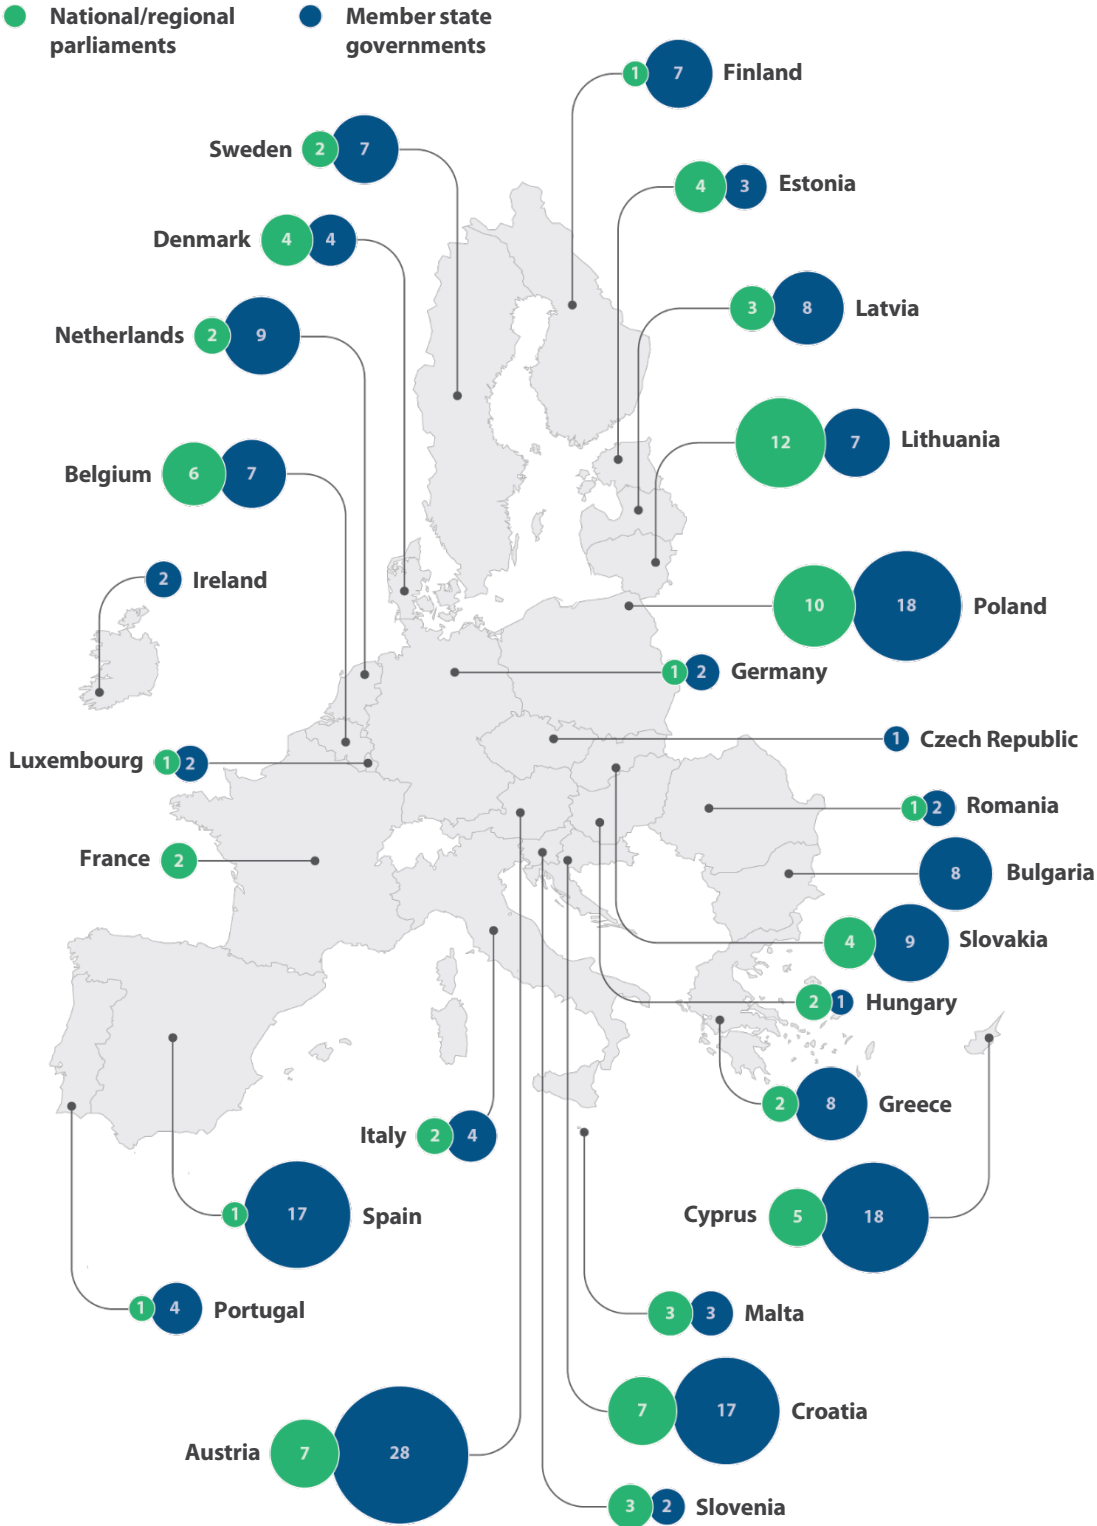 National/regional
parliaments
Member state
governments
1 7 Finland
Sweden 2 7
4 3 Estonia
Denmark 4 4
3 8 Latvia
Netherlands 2 9
12 7 Lithuania
Belgium 6 7
2 Ireland
10 18 Poland
1 2 Germany
1 Czech Republic
Luxembourg 1 2
1 2 Romania
France 2
8 Bulgaria
4 9 Slovakia
2 1 Hungary
2 8 Greece
Italy 2 4
1 17 Spain
Cyprus 5 18
1 4 Portugal
3 3 Malta
7 17 Croatia
Austria 7 28
3 2 Slovenia